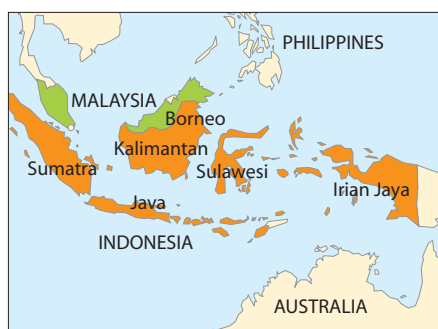 PHILIPPINES
MALAYSIA
Borneo
Kalimantan
Sumatra
Sulawesi
Irian Jaya
Java
INDONESIA
AUSTRALIA